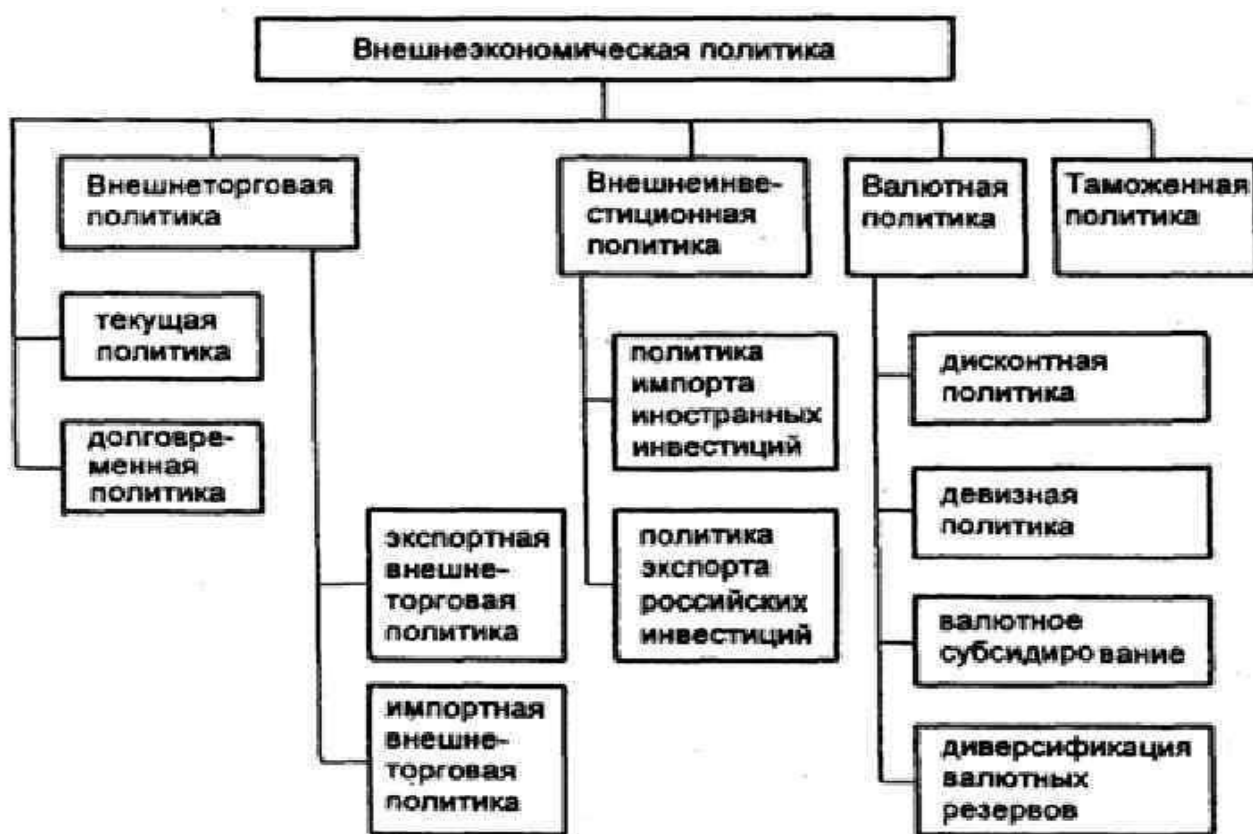 Внешнеэкономическая политика
Внешнеторговая
политика
Внешнеинве-
стиционная
политика
Валютная
политика
Таможенная
политика
текущая
политика
долговре-
менная
политика
экспортная
внешне-
торговая
политика
импортная
внешне-
торговая
политика
политика
импорта
иностранных
инвестиций
политика
экспорта
российских
инвестиций
дисконтная
политика
девизная
политика
валютное
субсидирование
диверсификация
валютных
резервов